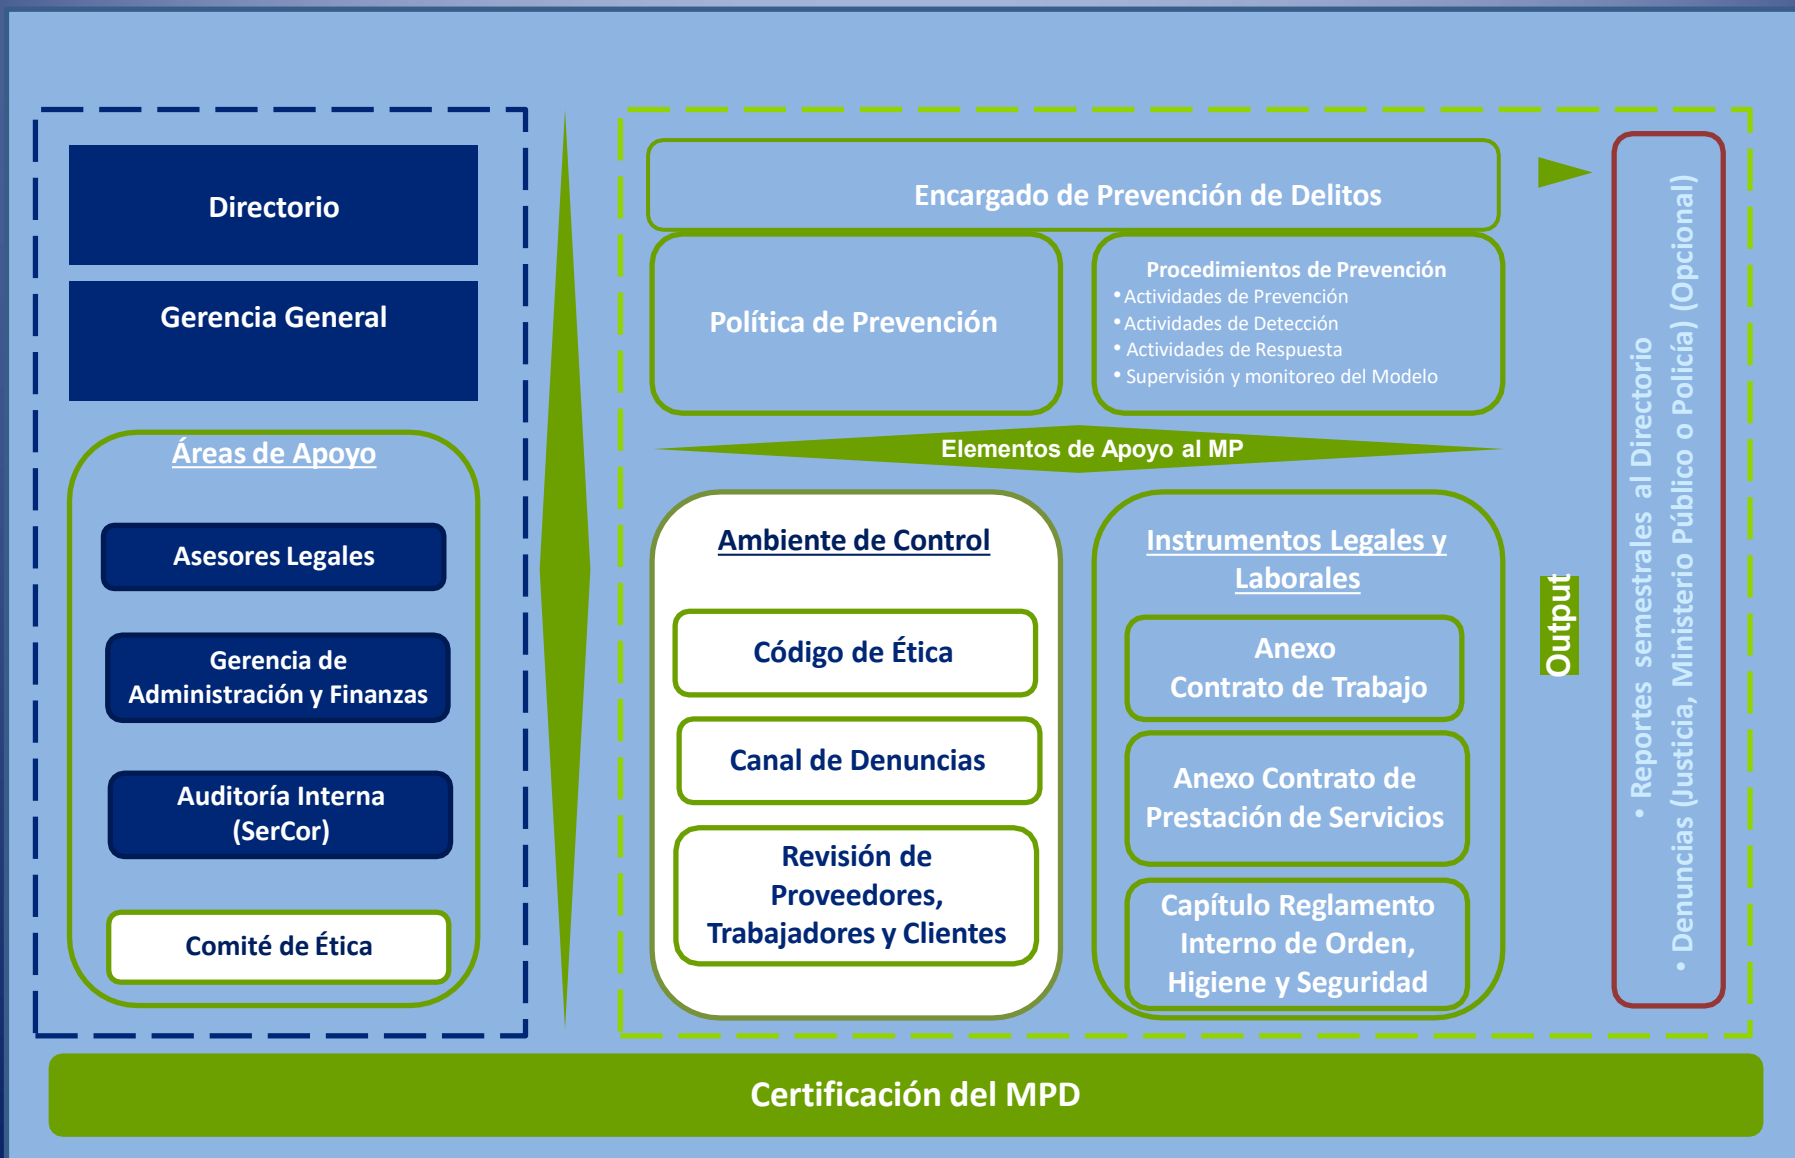 Directorio
Gerencia General
Áreas de Apoyo
Asesores Legales
Gerencia de
Administración y Finanzas
Auditoría Interna
(SerCor)
Comité de Ética
Encargado de Prevención de Delitos
Política de Prevención
Procedimientos de Prevención
• Actividades de Prevención
• Actividades de Detección
• Actividades de Respuesta
• Supervisión y monitoreo del Modelo
Elementos de Apoyo al MP
Ambiente de Control
Código de Ética
Canal de Denuncias
Revisión de
Proveedores,
Trabajadores y Clientes
Instrumentos Legales y
Laborales
Anexo
Contrato de Trabajo
Anexo Contrato de
Prestación de Servicios
Capítulo Reglamento
Interno de Orden,
Higiene y Seguridad
Output
• Reportes semestrales al Directorio
• Denuncias (Justicia, Ministerio Público o Policía) (Opcional)
Certificación del MPD